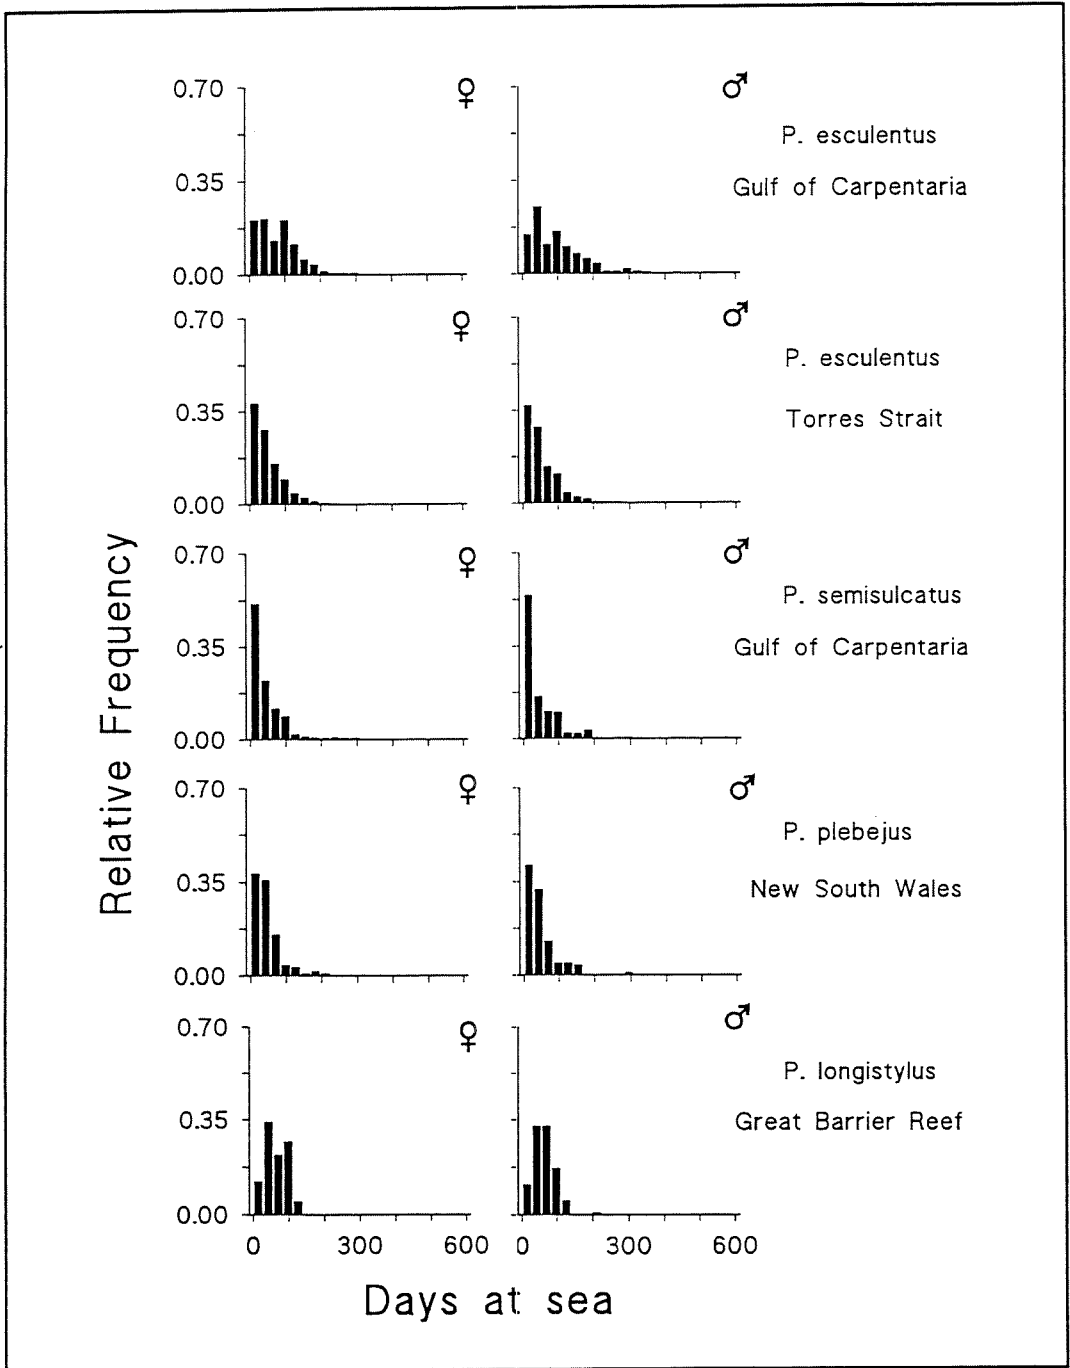 0.70 ♀ ♂
P. esculentus
0.35 Gulf of Carpentaria
0.00
0.70 ♀ ♂
P. esculentus
0.35 Torres Strait
0.00
0.70 ♀ ♂
P. semisulcatus
0.35 Gulf of Carpentaria
0.00
0.70 ♀ ♂
P. plebejus
0.35 New South Wales
0.00
0.70 ♀ ♂
P. longistylus
0.35 Great Barrier Reef
0.00
0 300 600 0 300 600
Days at sea
Relative Frequency